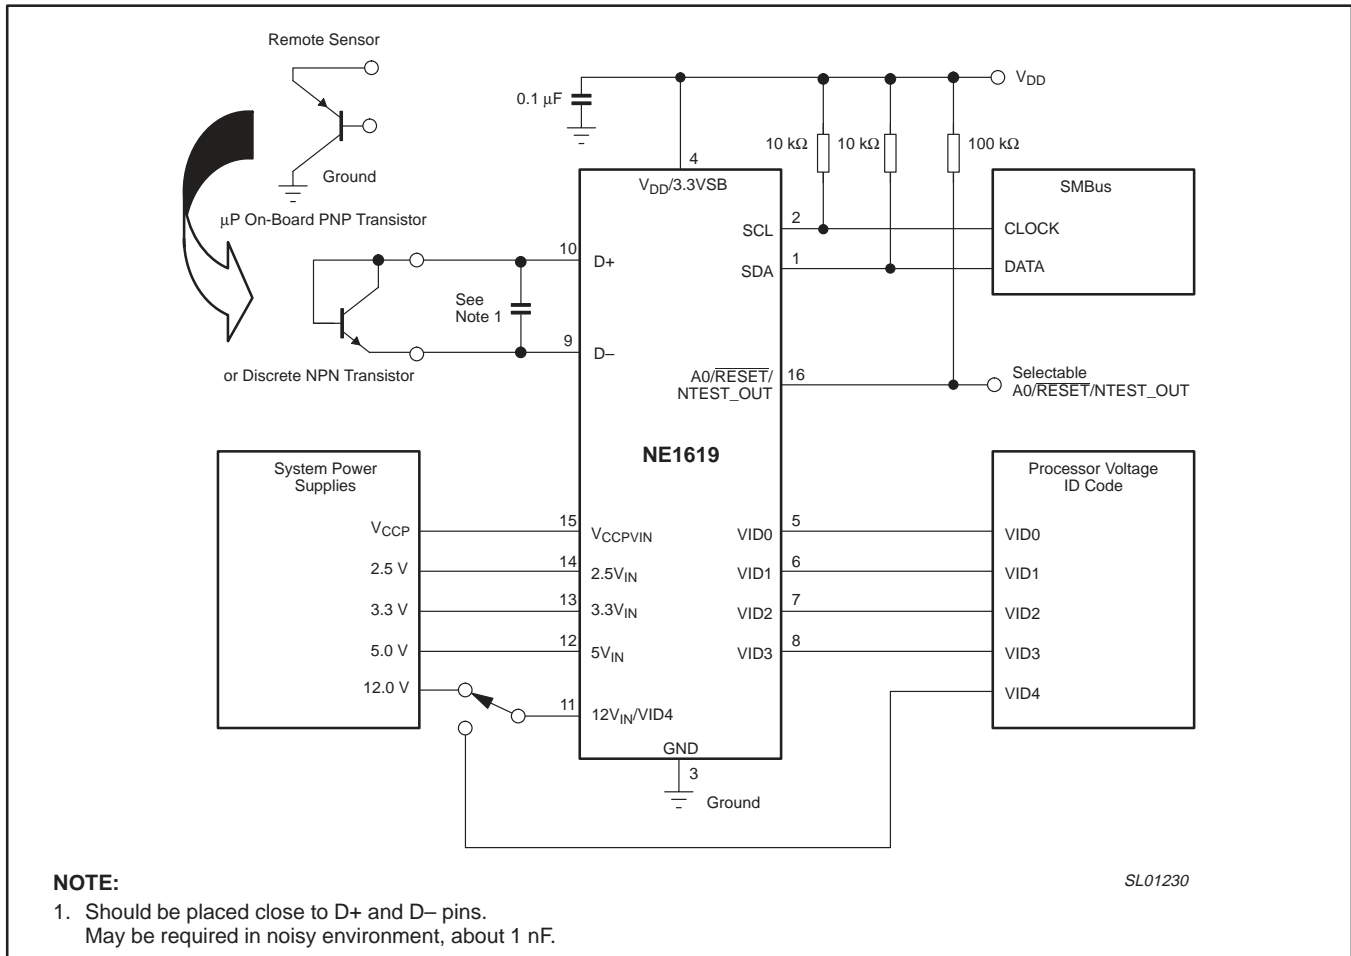 Remote Sensor
Ground
μP On-Board PNP Transistor
or Discrete NPN Transistor
See
Note 1
0.1 μF
10 kΩ
10 kΩ
100 kΩ
VDD
4
VDD/3.3VSB
10
D+
9
D–
SCL
2
SDA
1
A0/RESET/
NTEST_OUT
16
SMBus
CLOCK
DATA
Selectable
A0/RESET/NTEST_OUT
NE1619
System Power
Supplies
VCCP
2.5 V
3.3 V
5.0 V
12.0 V
15
VCCPVIN
14
2.5VIN
13
3.3VIN
12
5VIN
11
12VIN/VID4
VID0
5
VID1
6
VID2
7
VID3
8
Processor Voltage
ID Code
VID0
VID1
VID2
VID3
VID4
GND
3
Ground
SL01230
NOTE:
1. Should be placed close to D+ and D– pins.
May be required in noisy environment, about 1 nF.